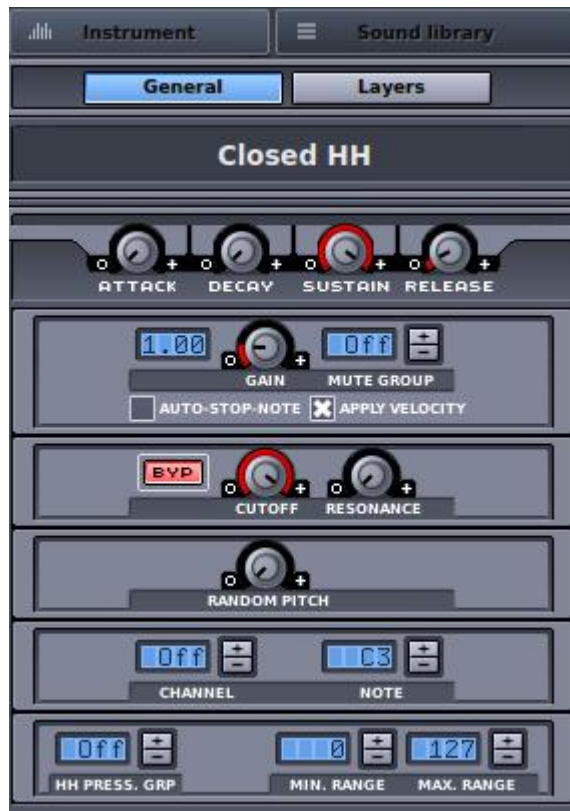 Instrument Sound library
General Layers
Closed HH
O + O + O + O +
ATTACK DECAY SUSTAIN RELEASE
1.00 O + Off + -
GAIN MUTE GROUP
AUTO-STOP-NOTE APPLY VELOCITY
BYP O + O +
CUTOFF RESONANCE
O +
RANDOM PITCH
Off + - C3 + -
CHANNEL NOTE
Off + - 0 + - 127 + -
HH PRESS. GRP MIN. RANGE MAX. RANGE